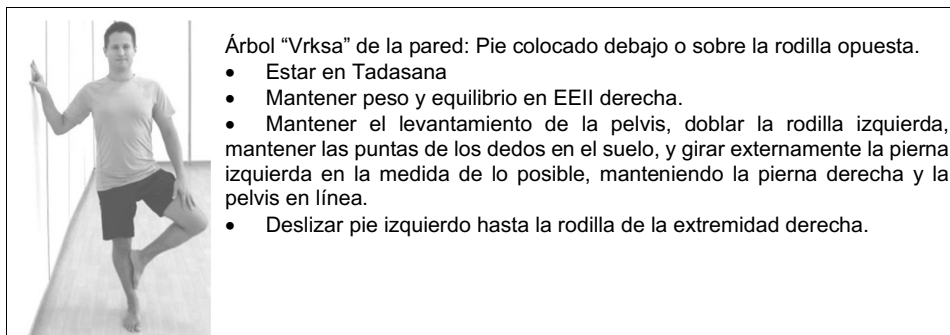 Árbol “Vrksa” de la pared: Pie colocado debajo o sobre la rodilla opuesta.
• Estar en Tadasana
• Mantener peso y equilibrio en EEII derecha.
• Mantener el levantamiento de la pelvis, doblar la rodilla izquierda,
mantener las puntas de los dedos en el suelo, y girar externamente la pierna
izquierda en la medida de lo posible, manteniendo la pierna derecha y la
pelvis en línea.
• Deslizar pie izquierdo hasta la rodilla de la extremidad derecha.